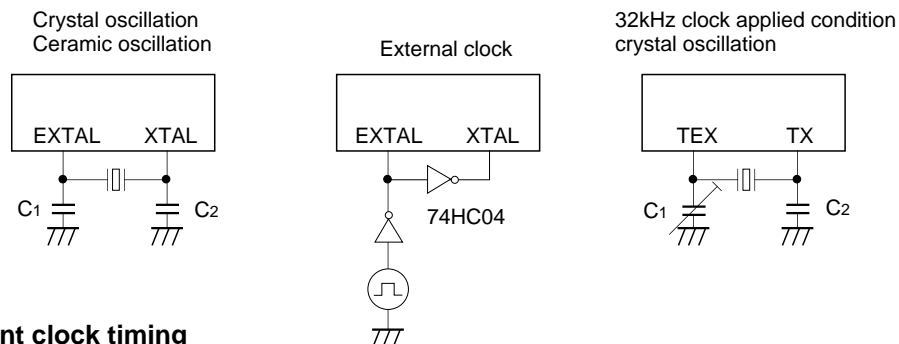 Crystal oscillation
Ceramic oscillation
EXTAL XTAL
C1 C2
External clock
EXTAL XTAL
74HC04
32kHz clock applied condition
crystal oscillation
TEX TX
C1 C2
clock timing